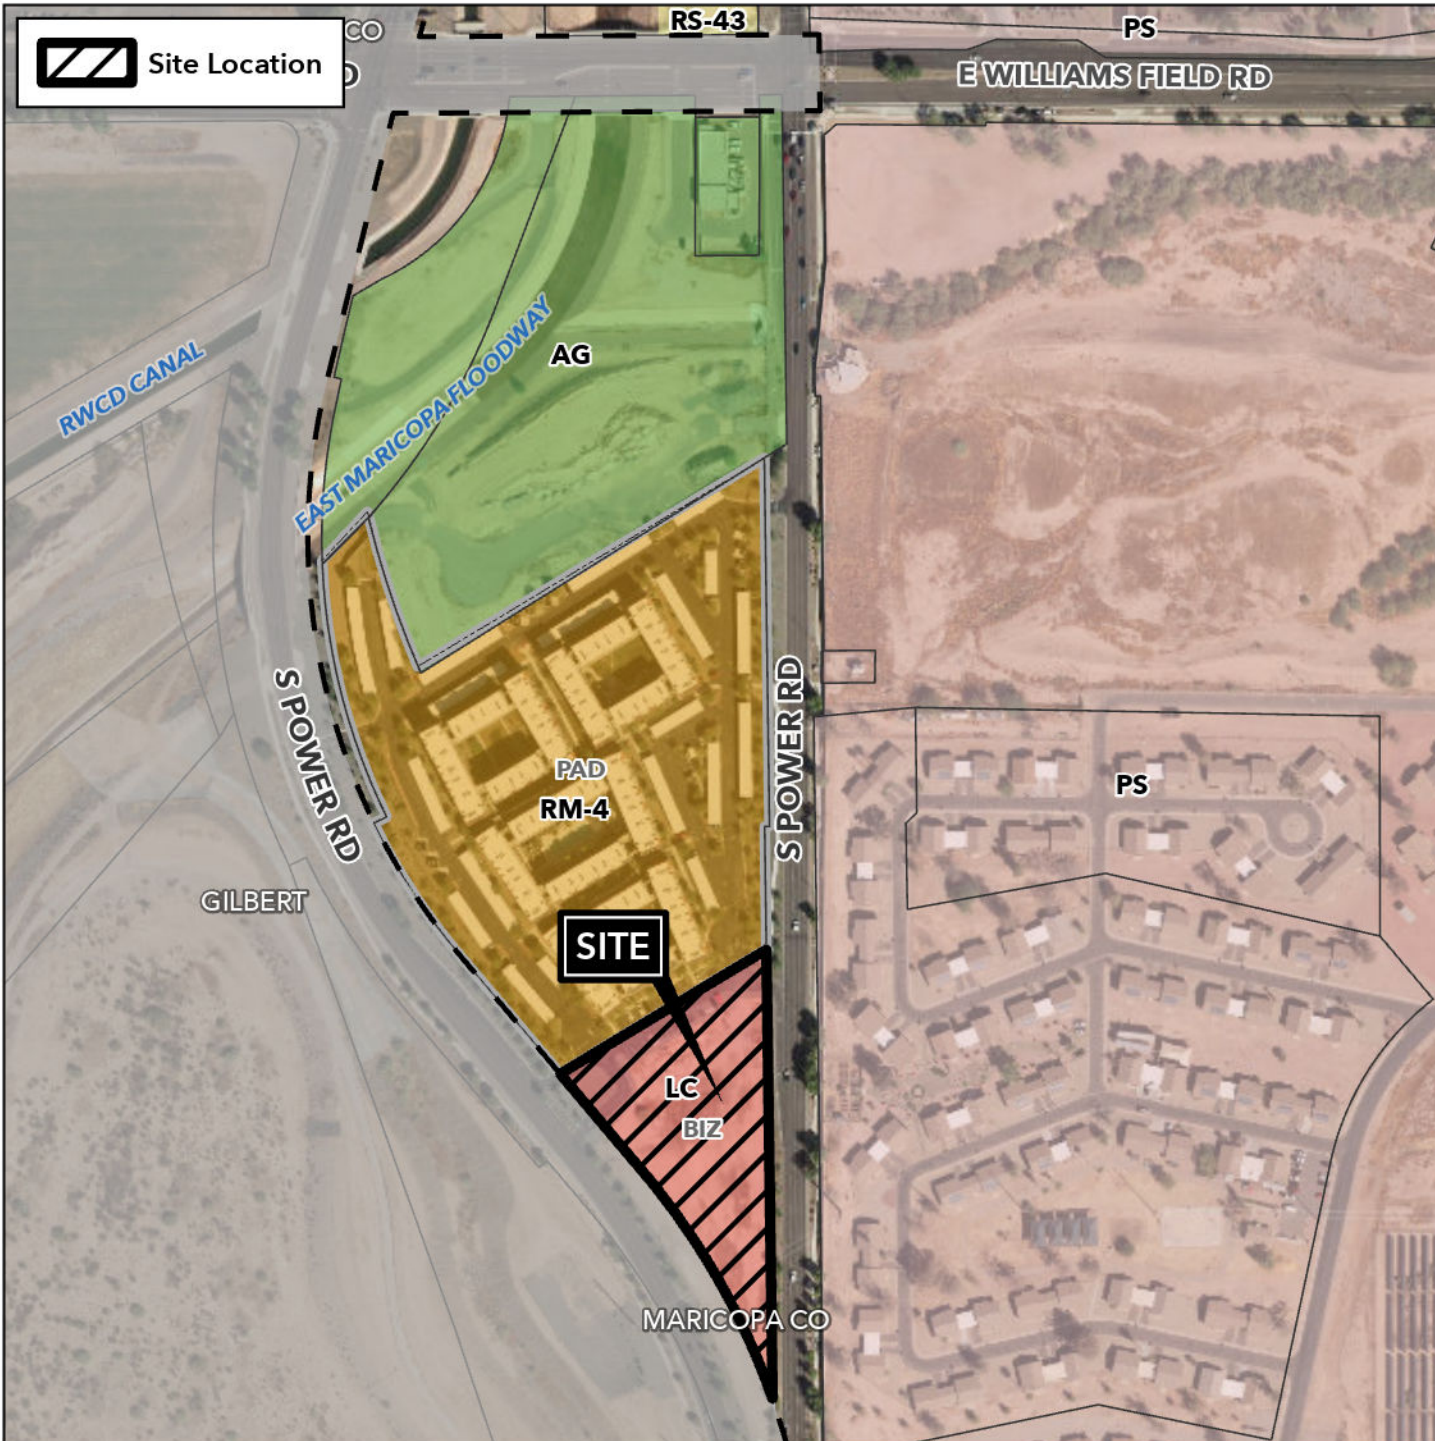 Site Location
CO
D
RS-43
PS
E WILLIAMS FIELD RD
RWCD CANAL
EAST MARICOPA FLOODWAY
AG
S POWER RD
S POWER RD
PAD
RM-4
PS
GILBERT
SITE
LC
BIZ
MARICOPA CO